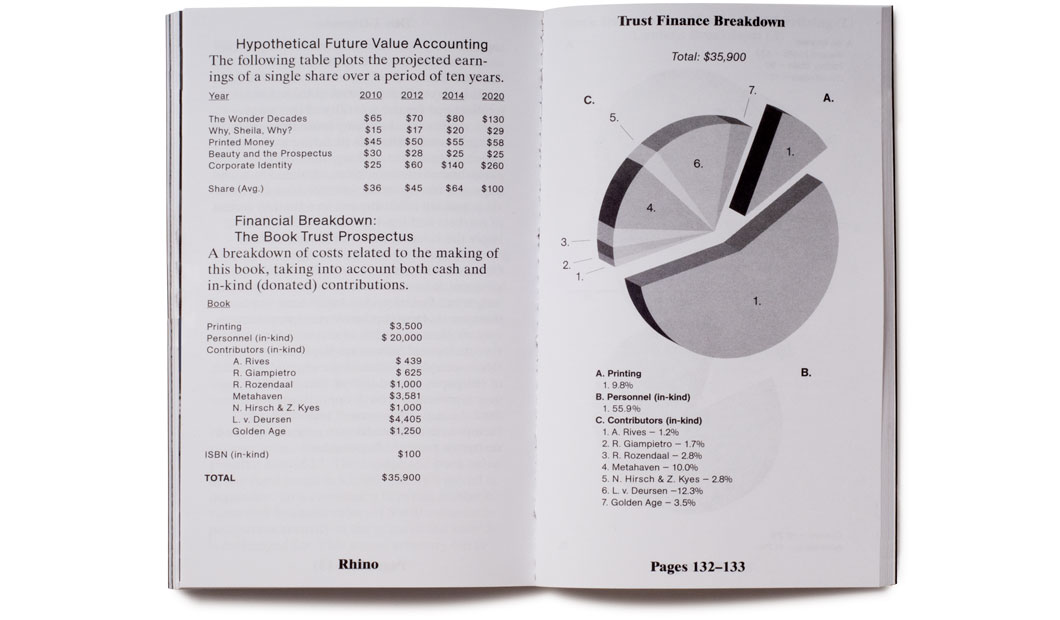 Hypothetical Future Value Accounting
The following table plots the projected earn-
ings of a single share over a period of ten years.
Year 2010 2012 2014 2020
The Wonder Decades $65 $70 $80 $130
Why, Sheila, Why? $15 $17 $20 $29
Printed Money $45 $50 $55 $58
Beauty and the Prospectus $30 $28 $25 $25
Corporate Identity $25 $60 $140 $260
Share (Avg.) $36 $45 $64 $100
Financial Breakdown:
The Book Trust Prospectus
A breakdown of costs related to the making of
this book, taking into account both cash and
in-kind (donated) contributions.
Book
Printing $3,500
Personnel (in-kind) $ 20,000
Contributors (in-kind)
A. Rives $ 439
R. Giampietro $ 625
R. Rozendaal $1,000
Metahaven $3,581
N. Hirsch & Z. Kyes $1,000
L. v. Deursen $4,405
Golden Age $1,250
ISBN (in-kind) $100
TOTAL $35,900
Rhino
Trust Finance Breakdown
Total: $35,900
C.
7.
A.
5.
1.
6.
4.
3.
2.
1.
1.
B.
A. Printing
1. 9.8%
B. Personnel (in-kind)
1. 55.9%
C. Contributors (in-kind)
1. A. Rives – 1.2%
2. R. Giampietro – 1.7%
3. R. Rozendaal – 2.8%
4. Metahaven – 10.0%
5. N. Hirsch & Z. Kyes – 2.8%
6. L. v. Deursen –12.3%
7. Golden Age – 3.5%
Pages 132–133